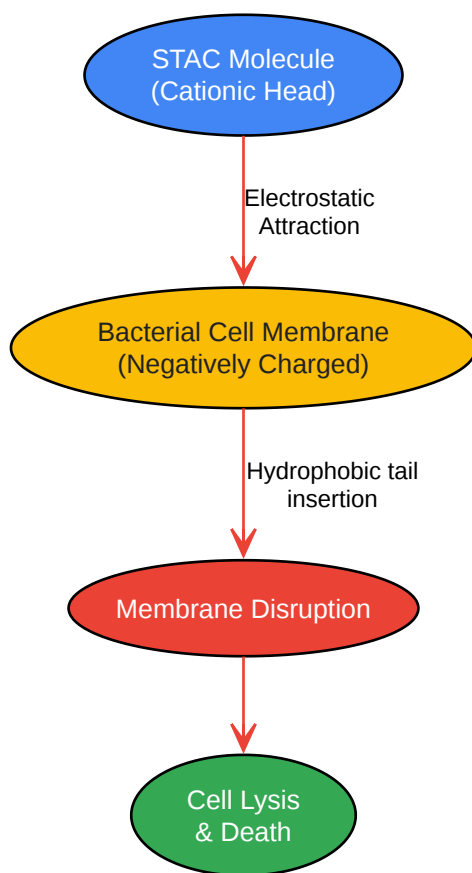 STAC Molecule
(Cationic Head)
Electrostatic
Attraction
Bacterial Cell Membrane
(Negatively Charged)
Hydrophobic tail
insertion
Membrane Disruption
Cell Lysis
& Death